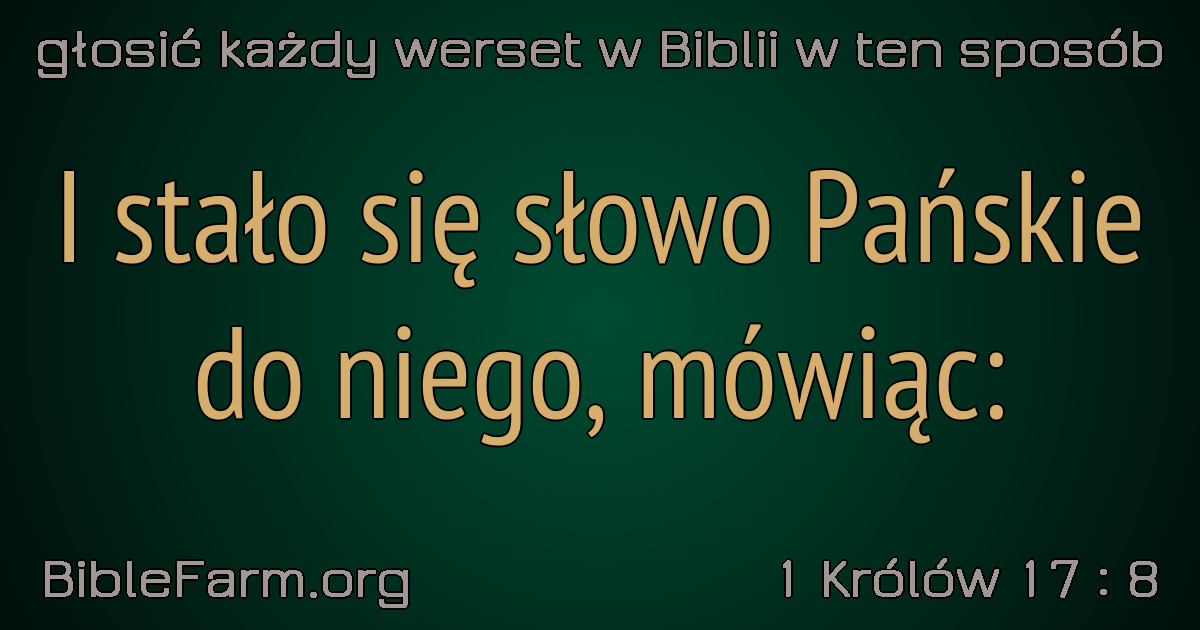 głosić każdy werset w Biblii w ten sposób
I stało się słowo Pańskie
do niego, mówiąc:
BibleFarm.org
1 Królów 17 : 8